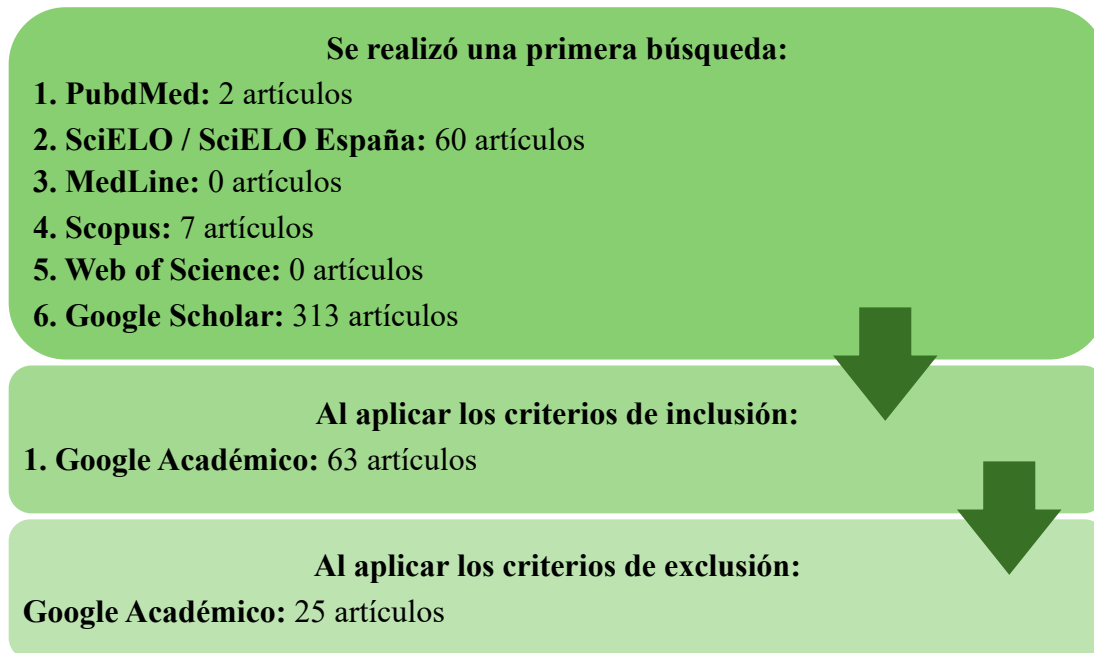 Se realizó una primera búsqueda:
1. PubdMed: 2 artículos
2. SciELO / SciELO España: 60 artículos
3. MedLine: 0 artículos
4. Scopus: 7 artículos
5. Web of Science: 0 artículos
6. Google Scholar: 313 artículos
Al aplicar los criterios de inclusión:
1. Google Académico: 63 artículos
Al aplicar los criterios de exclusión:
Google Académico: 25 artículos